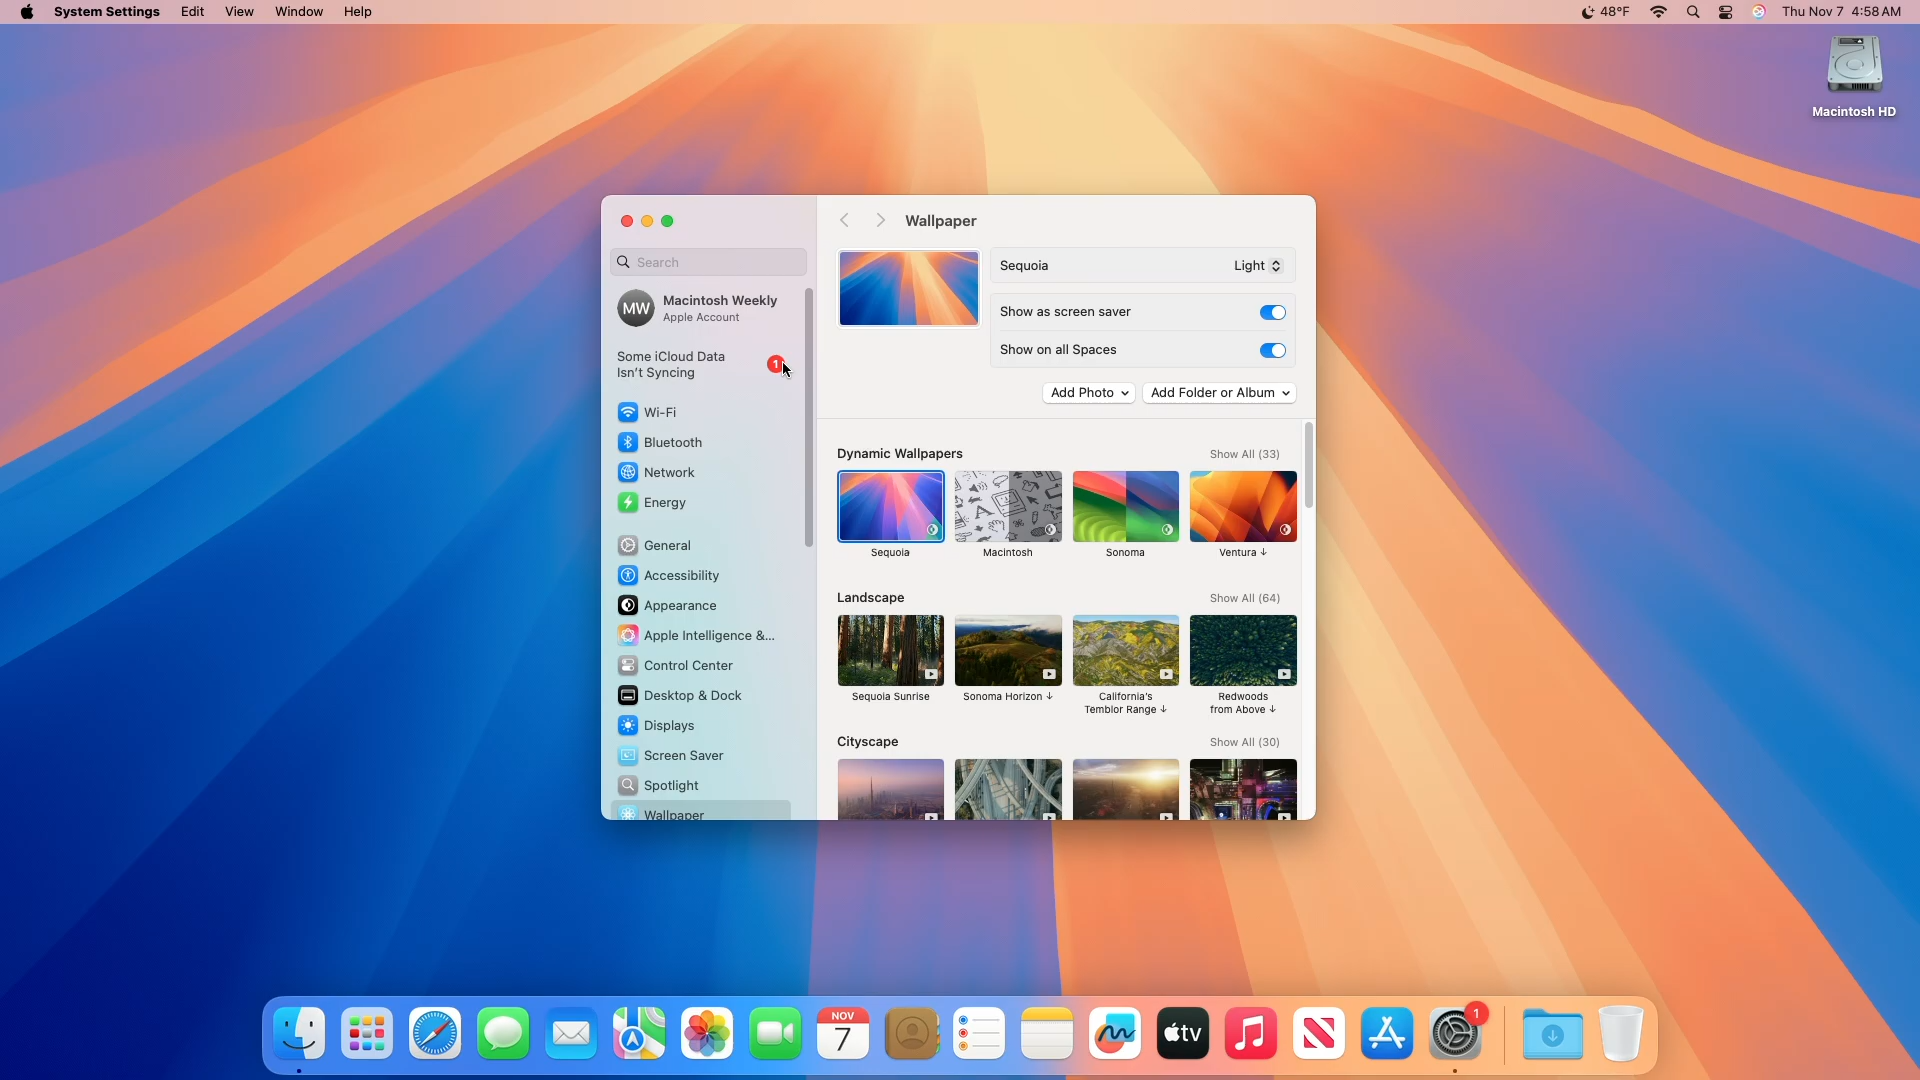 System Settings Edit View Window Help
48°F Thu Nov 7 4:58 AM
Macintosh HD
Search
MW Macintosh Weekly
Apple Account
Some iCloud Data
Isn't Syncing
1
Wi-Fi
Bluetooth
Network
Energy
General
Accessibility
Appearance
Apple Intelligence &...
Control Center
Desktop & Dock
Displays
Screen Saver
Spotlight
Wallpaper
Wallpaper
Sequoia Light
Show as screen saver
Show on all Spaces
Add Photo Add Folder or Album
Dynamic Wallpapers Show All (33)
Sequoia Macintosh Sonoma Ventura ↓
Landscape Show All (64)
Sequoia Sunrise Sonoma Horizon ↓ California's Redwoods
Temblor Range ↓ from Above ↓
Cityscape Show All (30)
NOV
7
tv
1